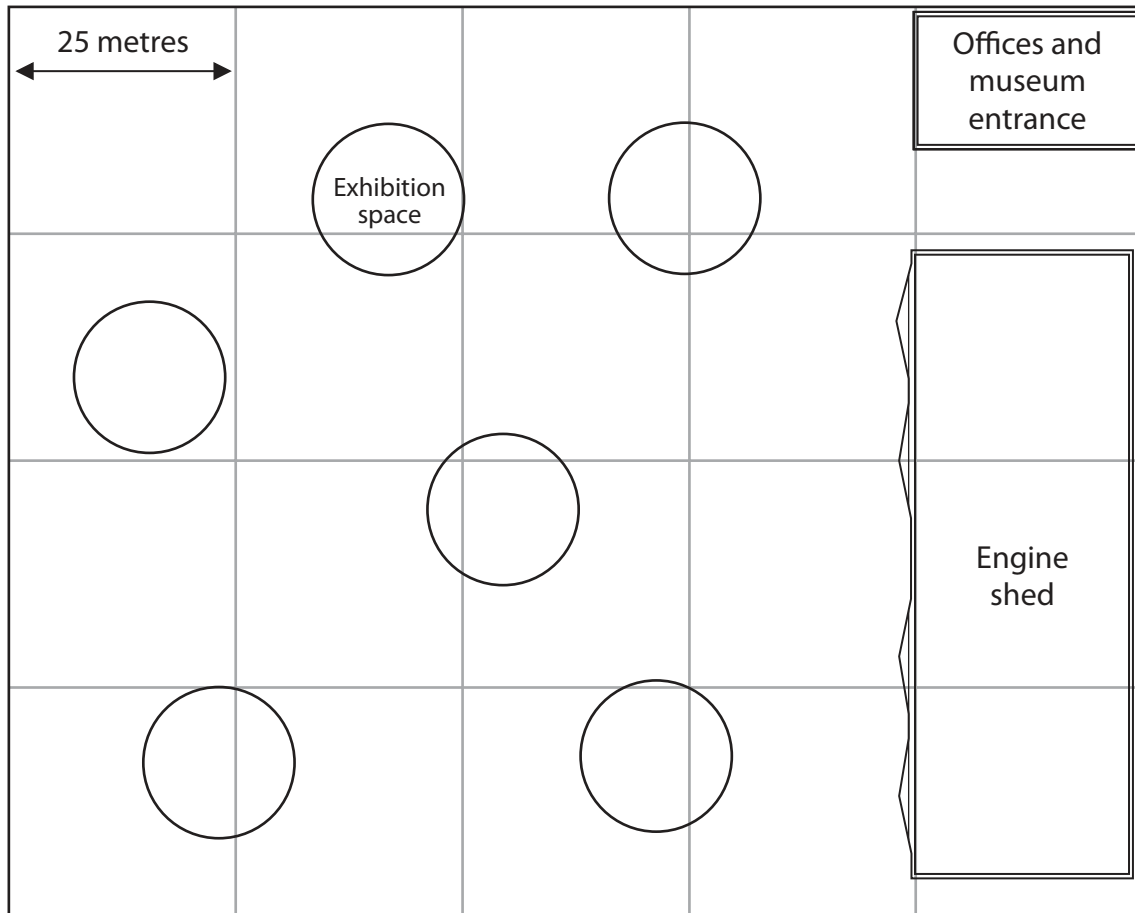 25 metres
Offices and
museum
entrance
Exhibition
space
Engine
shed